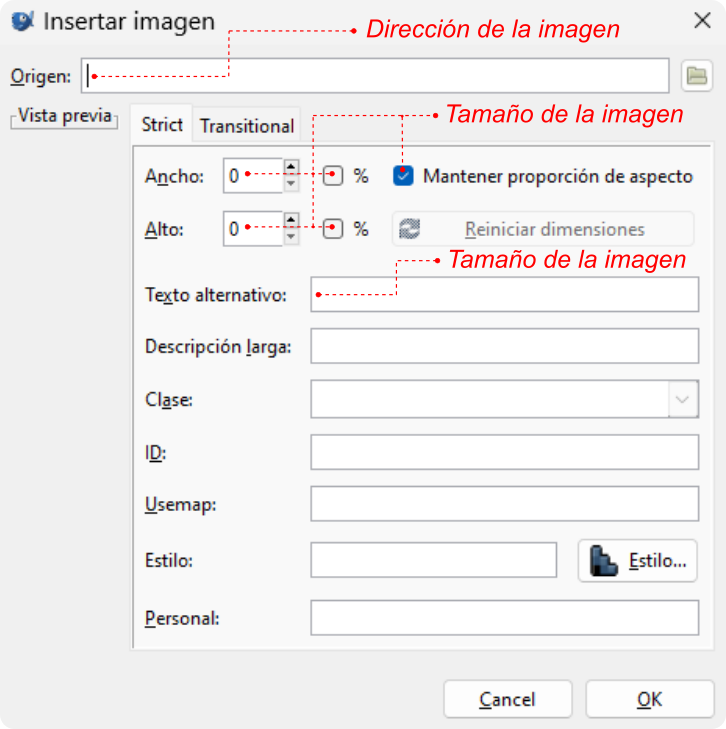 Insertar imagen
Dirección de la imagen
Origen:
Vista previa
Strict Transitional
Tamaño de la imagen
Ancho: 0 % Mantener proporción de aspecto
Alto: 0 % Reiniciar dimensiones
Tamaño de la imagen
Texto alternativo:
Descripción larga:
Clase:
ID:
Usemap:
Estilo: Estilo...
Personal:
Cancel OK